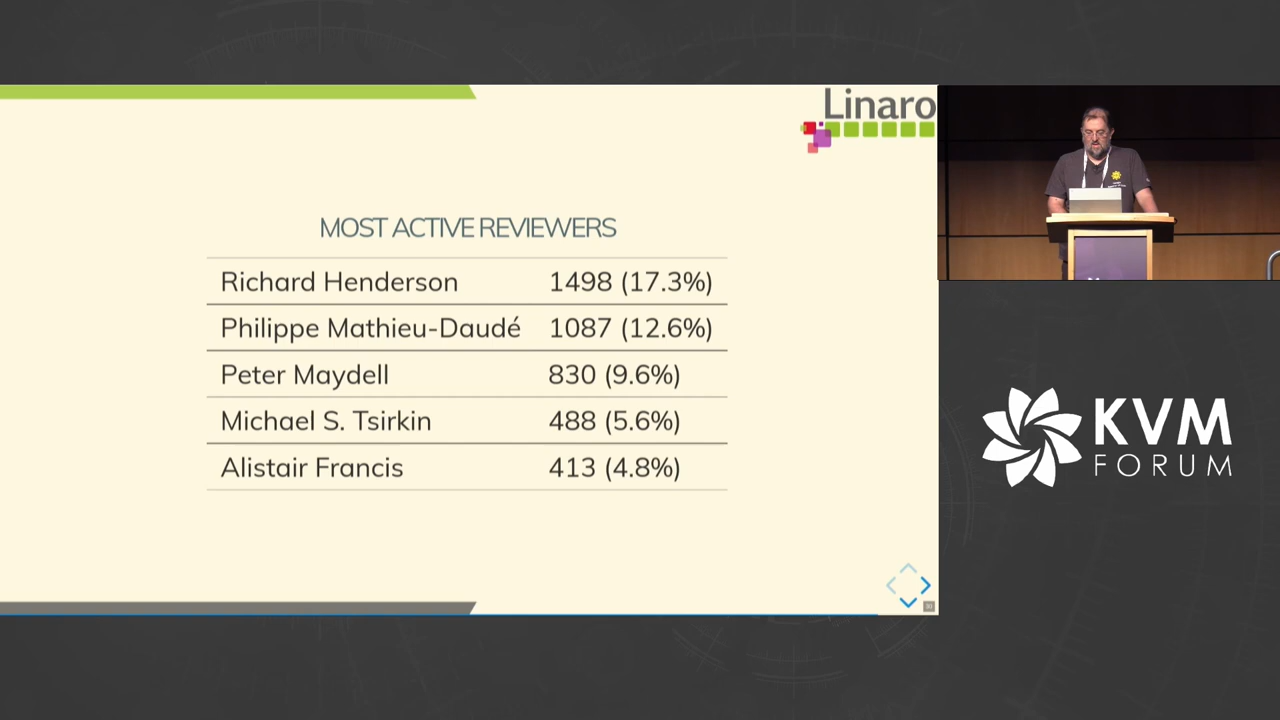 Linaro
MOST ACTIVE REVIEWERS
Richard Henderson 1498 (17.3%)
Philippe Mathieu-Daudé 1087 (12.6%)
Peter Maydell 830 (9.6%)
Michael S. Tsirkin 488 (5.6%)
Alistair Francis 413 (4.8%)
KVM
FORUM